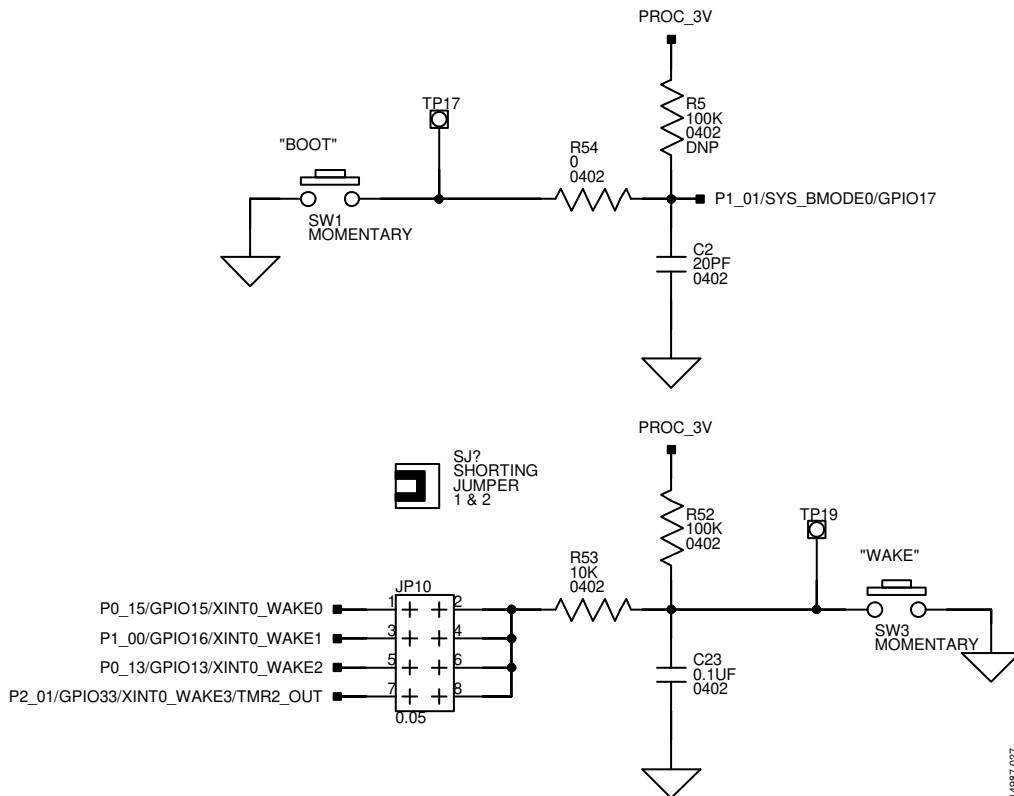 PROC_3V
TP17
R5
100K
0402
DNP
"BOOT"
R54
0
0402
P1_01/SYS_BMODE0/GPIO17
SW1
MOMENTARY
C2
20PF
0402
PROC_3V
SJ?
SHORTING
JUMPER
1 & 2
R52
100K
0402
TP19
"WAKE"
R53
10K
0402
JP10
P0_15/GPIO15/XINT0_WAKE0
1
2
P1_00/GPIO16/XINT0_WAKE1
3
4
P0_13/GPIO13/XINT0_WAKE2
5
6
P2_01/GPIO33/XINT0_WAKE3/TMR2_OUT
7
8
0.05
SW3
MOMENTARY
C23
0.1UF
0402
14987-027